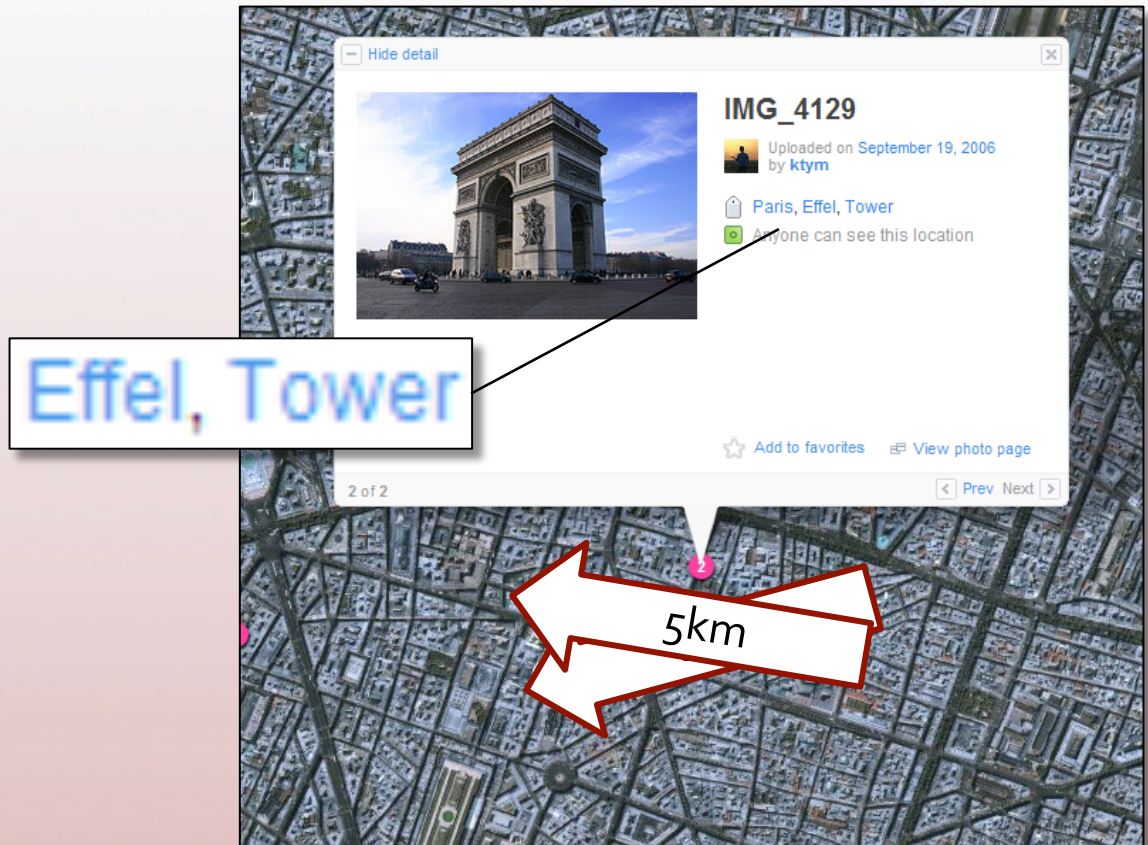 Hide detail
IMG_4129
Uploaded on September 19, 2006
by ktym
Paris, Effel, Tower
Anyone can see this location
Effel, Tower
Add to favorites View photo page
2 of 2 Prev Next
2
5km